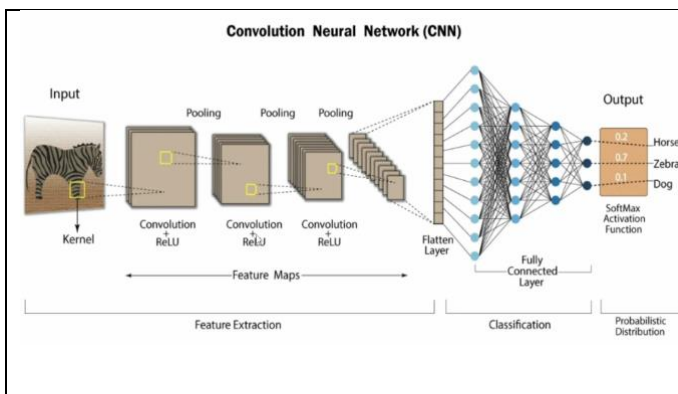 Convolution Neural Network (CNN)
Input
Pooling
Pooling
Pooling
Output
Kernel
Convolution
+
ReLU
Convolution
+
ReLU
Convolution
+
ReLU
Feature Maps
Flatten
Layer
Fully
Connected
Layer
0.2
0.7
0.1
Horse
Zebra
Dog
SoftMax
Activation
Function
Feature Extraction
Classification
Probabilistic
Distribution